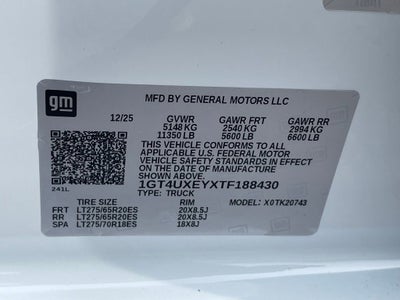 gm
MFD BY GENERAL MOTORS LLC
12/25 GVWR GAWR FRT GAWR RR
5148 KG 2540 KG 2994 KG
11350 LB 5600 LB 6600 LB
THIS VEHICLE CONFORMS TO ALL
APPLICABLE U.S. FEDERAL MOTOR
VEHICLE SAFETY STANDARDS IN EFFECT
ON THE DATE OF MANUFACTURE
SHOWN ABOVE.
1GT4UXEYXTF188430
241L TYPE: TRUCK
TIRE SIZE RIM MODEL: X0TK20743
FRT LT275/65R20ES 20X8.5J
RR LT275/65R20ES 20X8.5J
SPA LT275/70R18ES 18X8J